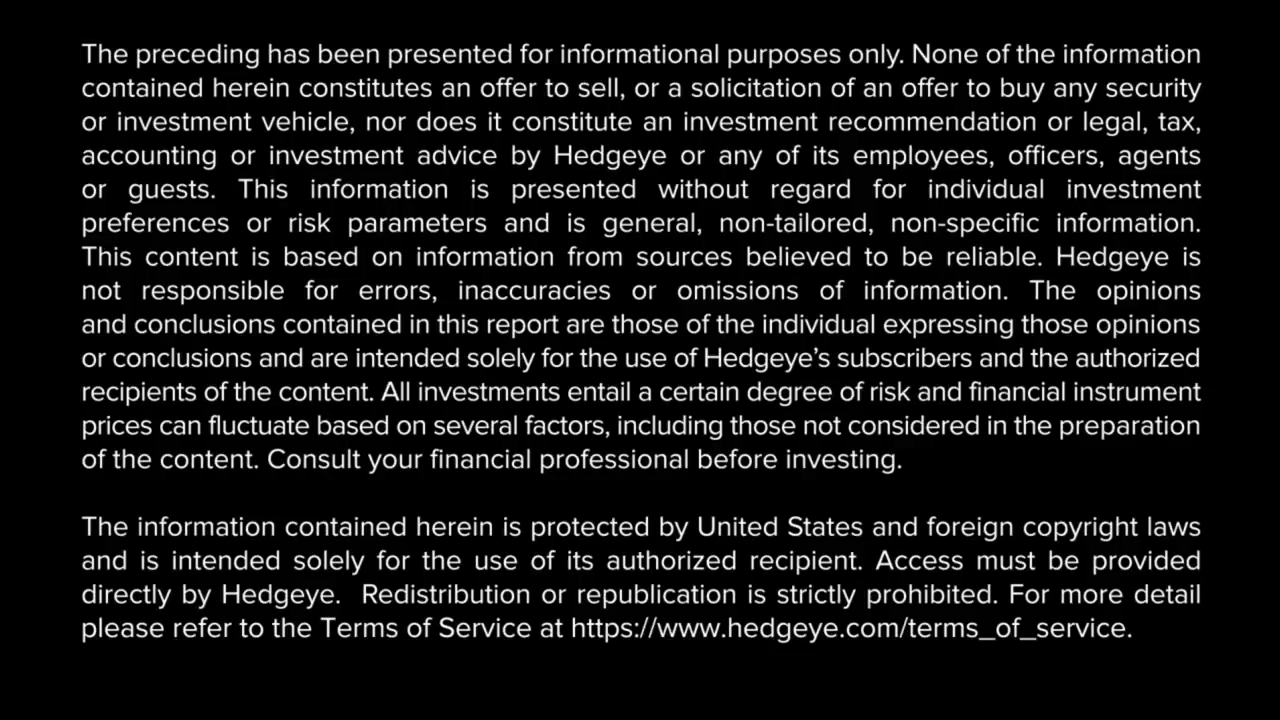 The preceding has been presented for informational purposes only. None of the information
contained herein constitutes an offer to sell, or a solicitation of an offer to buy any security
or investment vehicle, nor does it constitute an investment recommendation or legal, tax,
accounting or investment advice by Hedgeye or any of its employees, officers, agents
or guests. This information is presented without regard for individual investment
preferences or risk parameters and is general, non-tailored, non-specific information.
This content is based on information from sources believed to be reliable. Hedgeye is
not responsible for errors, inaccuracies or omissions of information. The opinions
and conclusions contained in this report are those of the individual expressing those opinions
or conclusions and are intended solely for the use of Hedgeye’s subscribers and the authorized
recipients of the content. All investments entail a certain degree of risk and financial instrument
prices can fluctuate based on several factors, including those not considered in the preparation
of the content. Consult your financial professional before investing.
The information contained herein is protected by United States and foreign copyright laws
and is intended solely for the use of its authorized recipient. Access must be provided
directly by Hedgeye.  Redistribution or republication is strictly prohibited. For more detail
please refer to the Terms of Service at https://www.hedgeye.com/terms_of_service.